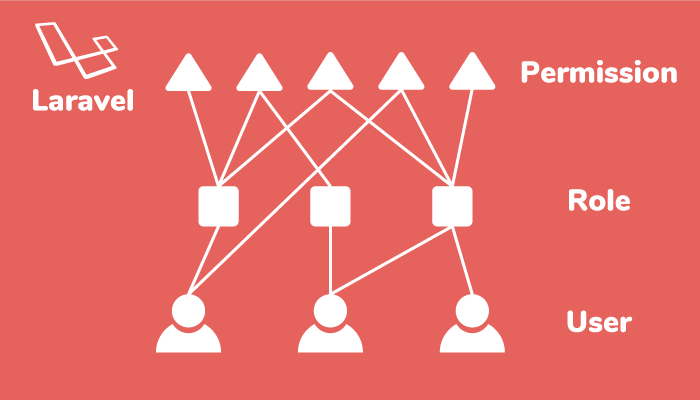 Laravel
Permission
Role
User